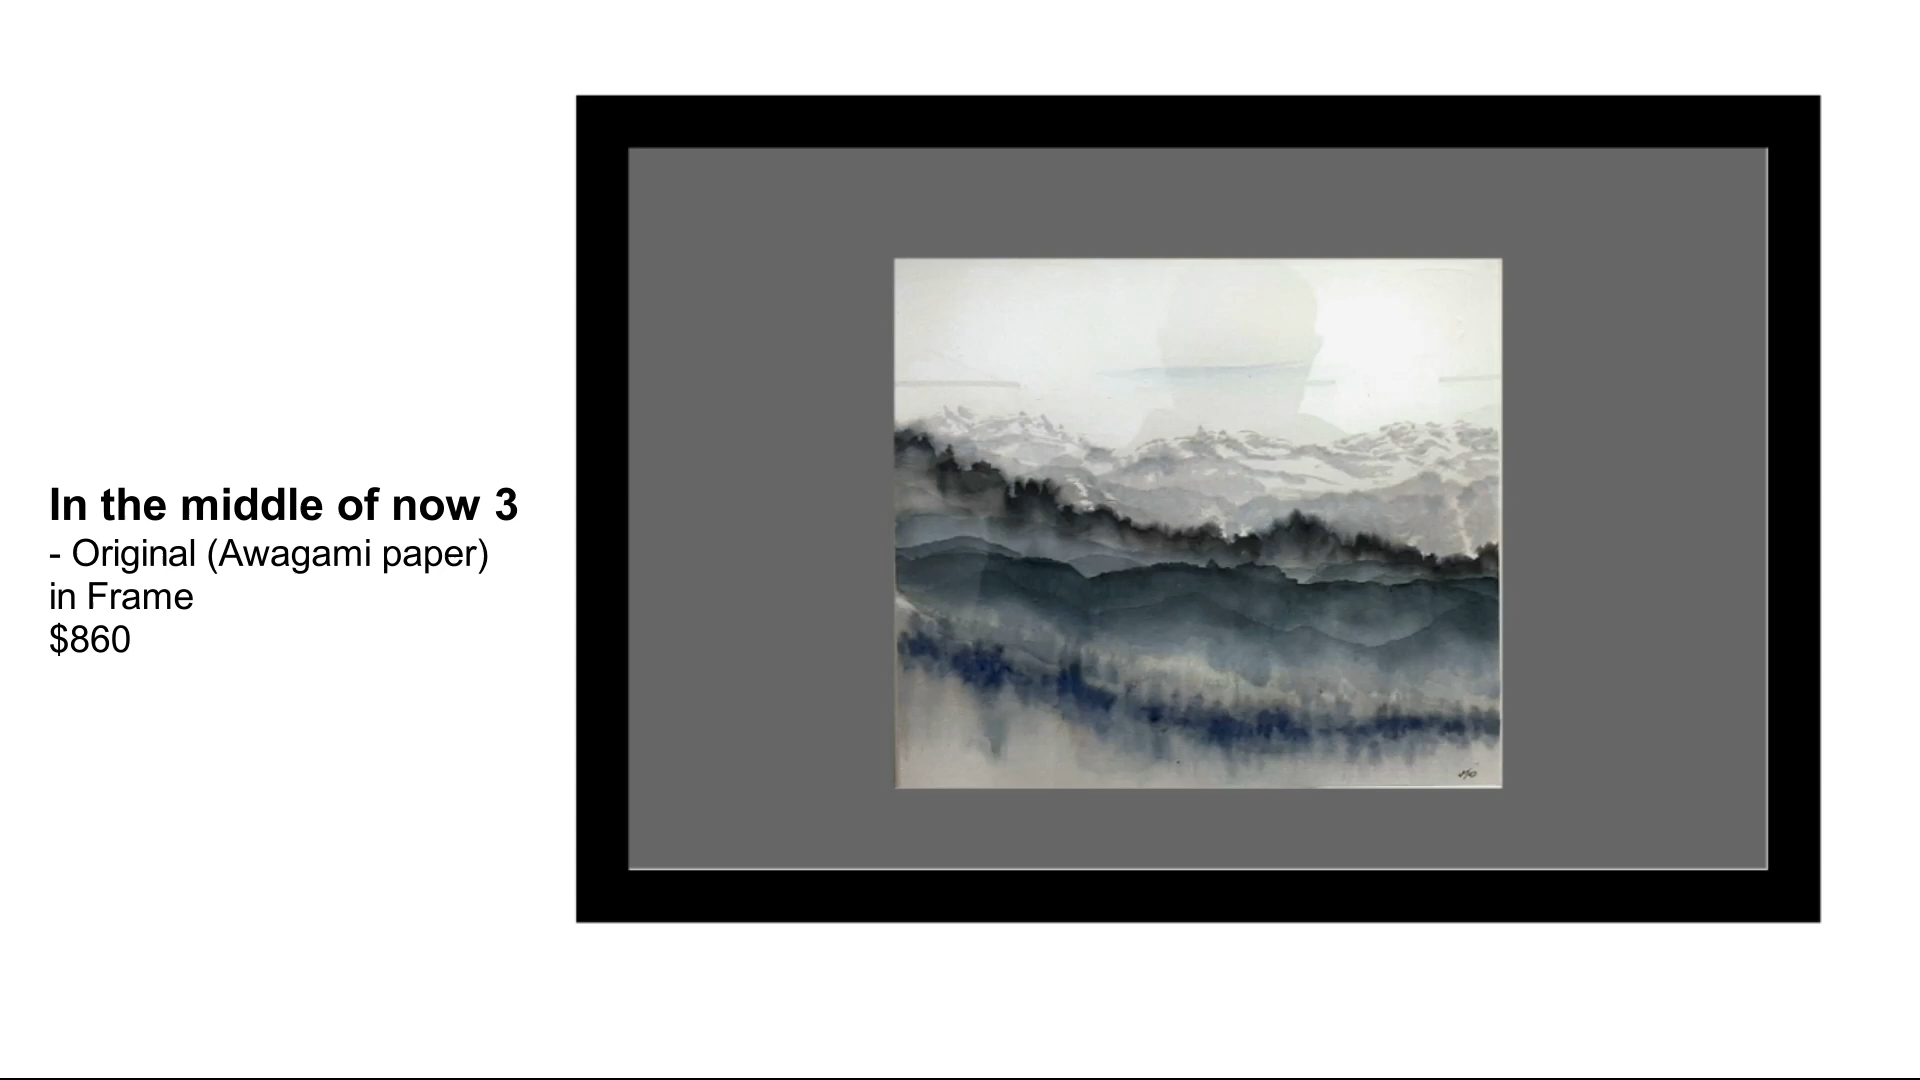 In the middle of now 3
- Original (Awagami paper)
in Frame
$860